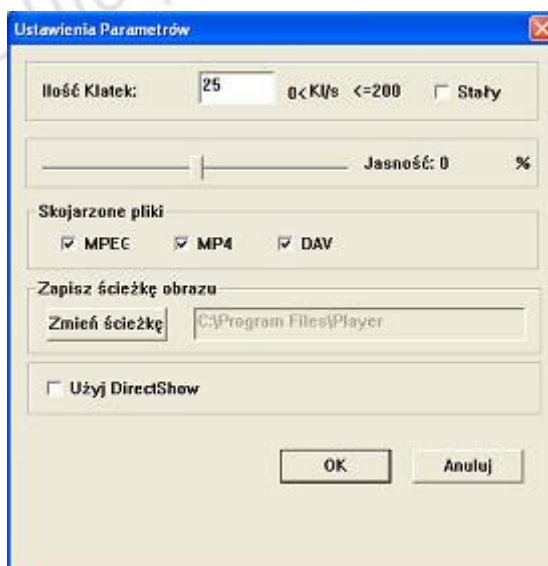 Ustawienia Parametrów
Ilość Klatek: 25 0<Kl/s <=200 Stały
Jasność: 0 %
Skojarzone pliki
MPEG MP4 DAV
Zapisz ścieżkę obrazu
Zmień ścieżkę C:\Program Files\Player
Użyj DirectShow
OK Anuluj